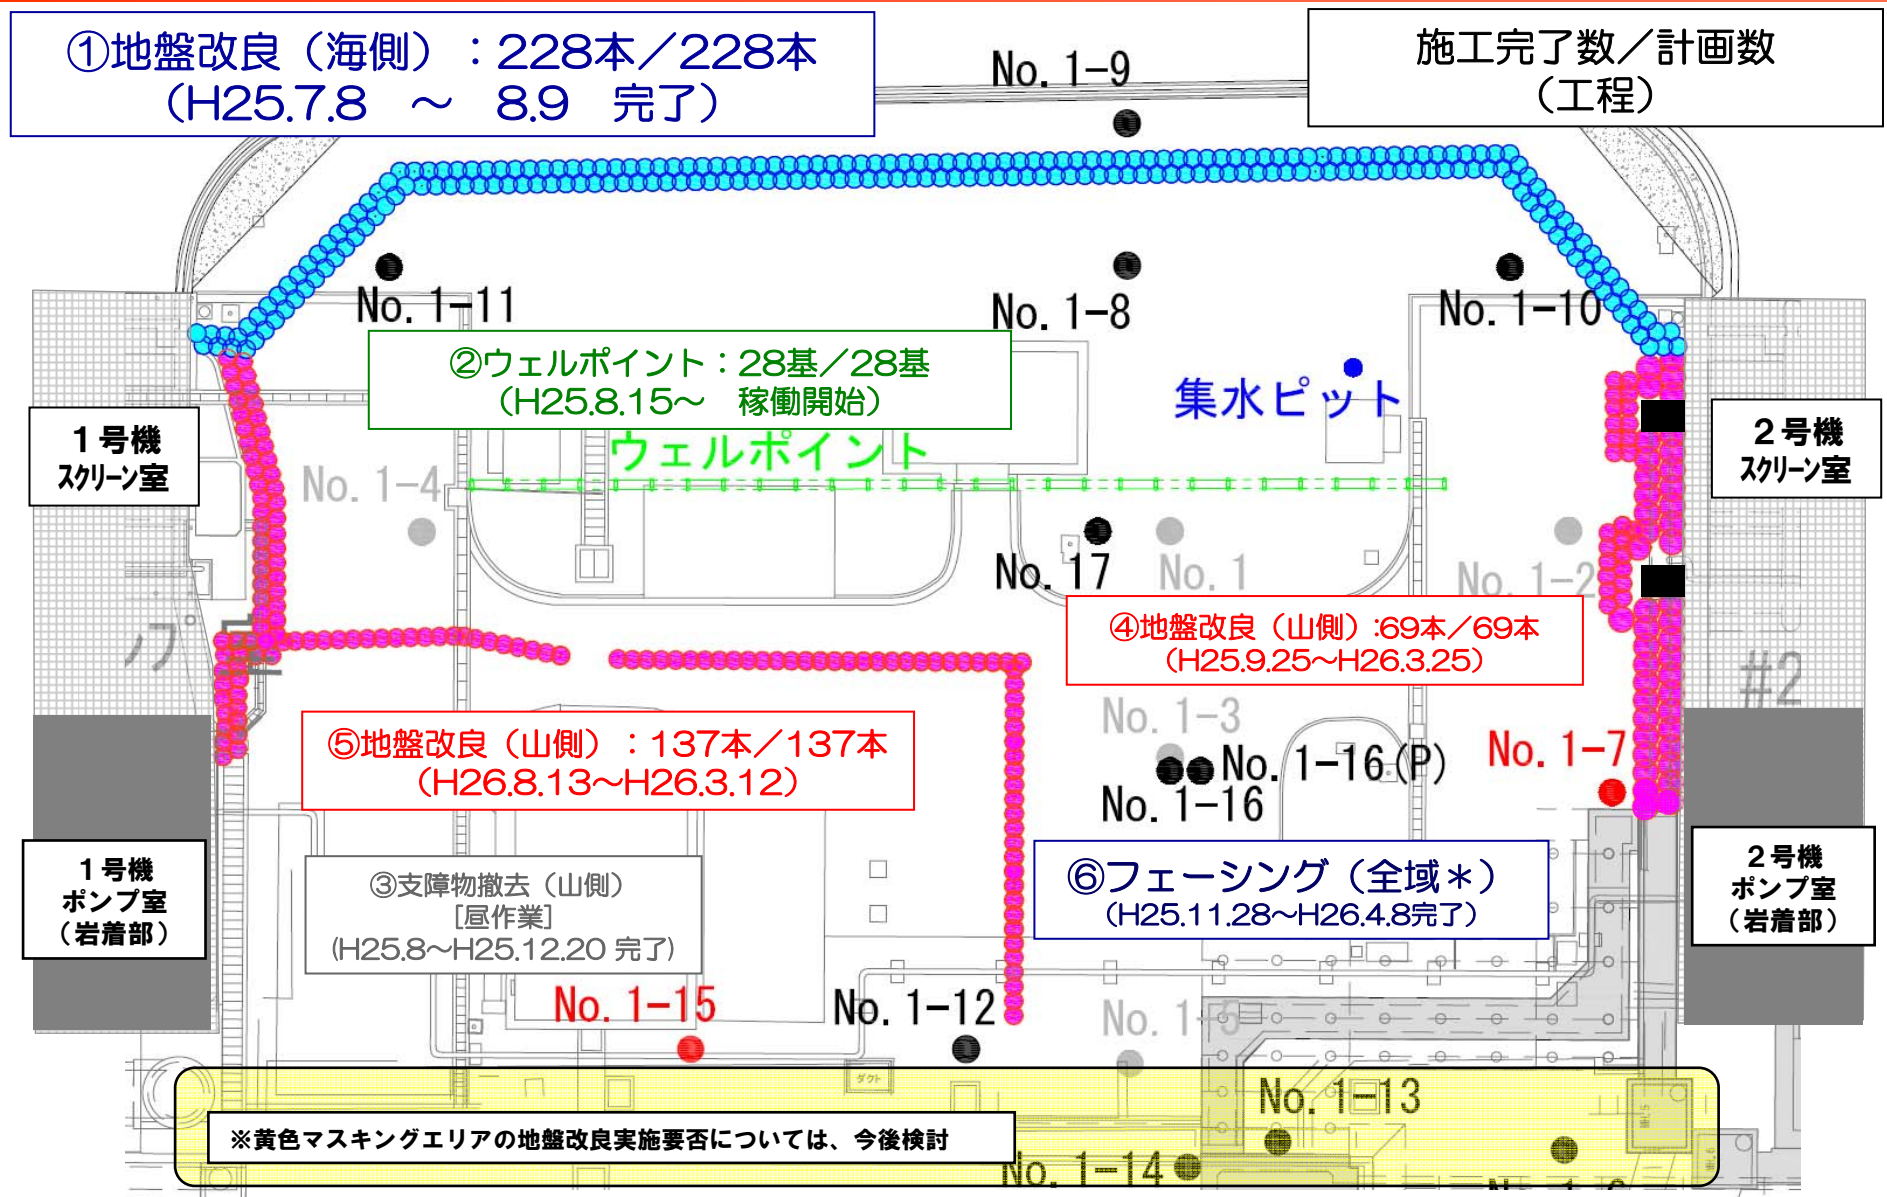 ①地盤改良（海側）：228本／228本
（H25.7.8　～　8.9　完了）
施工完了数／計画数
（工程）
No. 1-9
No. 1-11
No. 1-8
No. 1-10
②ウェルポイント：28基／28基
（H25.8.15～　稼働開始）
集水ピット
ウェルポイント
1号機
スクリーン室
2号機
スクリーン室
No. 1-4
No. 17
No. 1
No. 1-2
④地盤改良（山側）:69本／69本
（H25.9.25～H26.3.25）
#2
No. 1-3
⑤地盤改良（山側）：137本／137本
（H26.8.13～H26.3.12）
No. 1-16(P)
No. 1-7
No. 1-16
1号機
ポンプ室
（岩着部）
③支障物撤去（山側）
[昼作業]
(H25.8～H25.12.20 完了)
⑥フェーシング（全域＊）
（H25.11.28～H26.4.8完了）
2号機
ポンプ室
（岩着部）
No. 1-15
No. 1-12
No. 1-5
ダクト
No. 1-13
※黄色マスキングエリアの地盤改良実施要否については、今後検討
No. 1-14